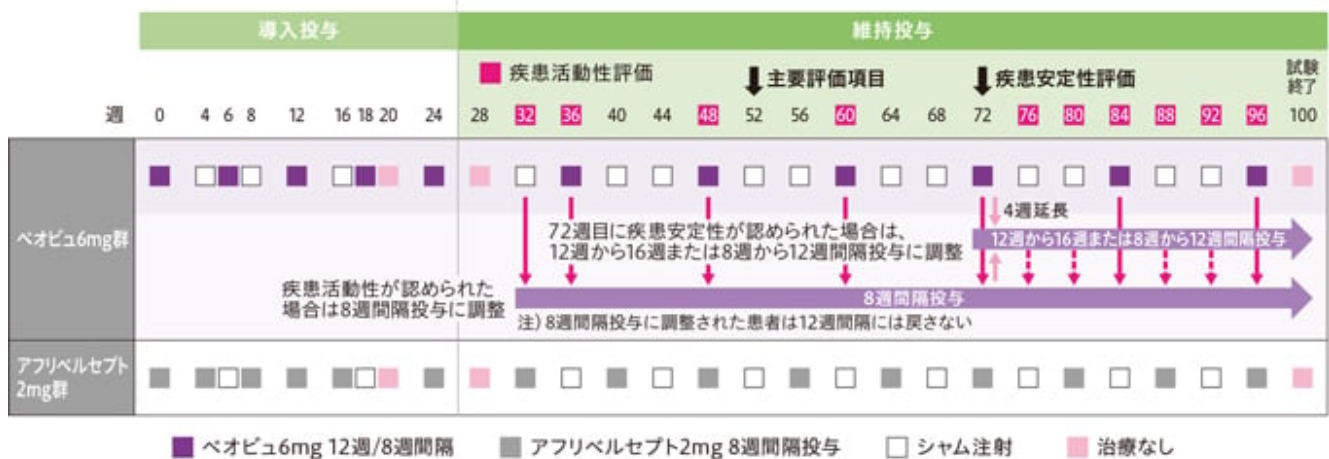 導入投与
維持投与
疾患活動性評価
主要評価項目
疾患安定性評価
試験
終了
週 0 4 6 8 12 16 18 20 24 28 32 36 40 44 48 52 56 60 64 68 72 76 80 84 88 92 96 100
ベオビュ6mg群
4週延長
72週目に疾患安定性が認められた場合は、
12週から16週または8週から12週間隔投与に調整
12週から16週または8週から12週間隔投与
疾患活動性が認められた
場合は8週間隔投与に調整
8週間隔投与
注)8週間隔投与に調整された患者は12週間隔には戻さない
アフリベルセプト
2mg群
ベオビュ6mg 12週/8週間隔 アフリベルセプト2mg 8週間隔投与 シャム注射 治療なし